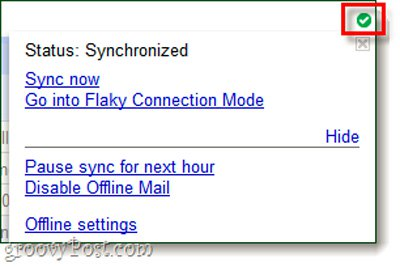 Status: Synchronized
Sync now
Go into Flaky Connection Mode
Hide
Pause sync for next hour
Disable Offline Mail
Offline settings
groovyPost.com